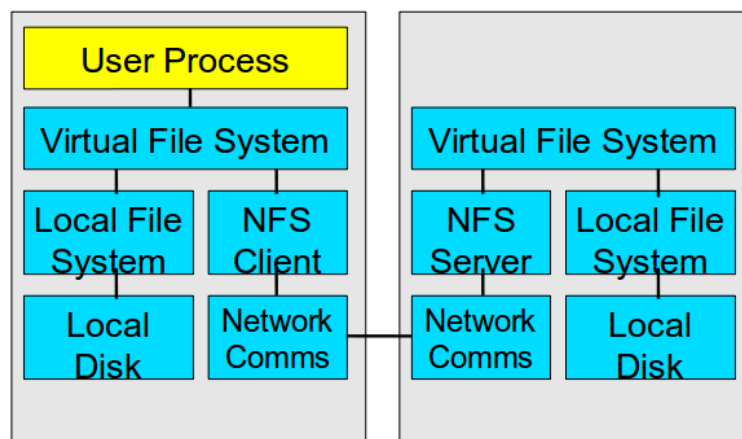 User Process
Virtual File System
Local File
System
NFS
Client
Local
Disk
Network
Comms
Virtual File System
NFS
Server
Local File
System
Network
Comms
Local
Disk